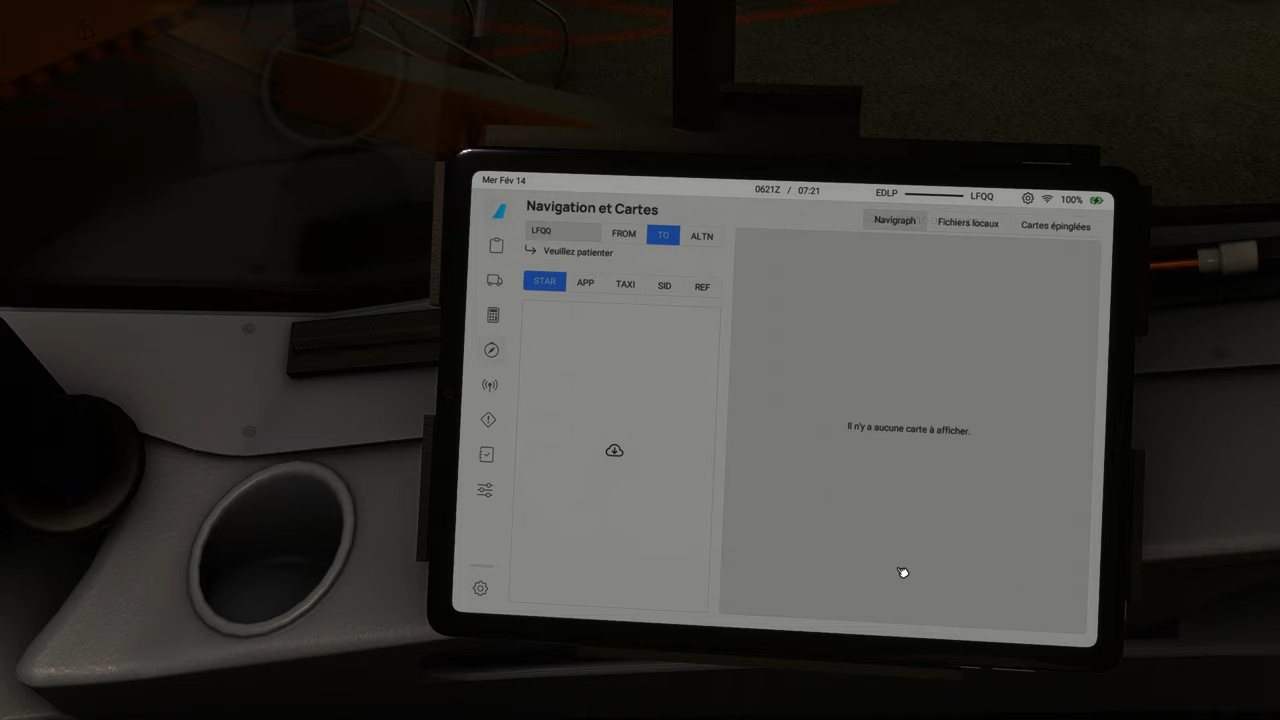 Mer Fév 14
0621Z / 07:21
EDLP LFQQ
100%
Navigation et Cartes
Navigraph Fichiers locaux Cartes épinglées
LFQQ FROM TO ALTN
Veuillez patienter
STAR APP TAXI SID REF
Il n'y a aucune carte à afficher.